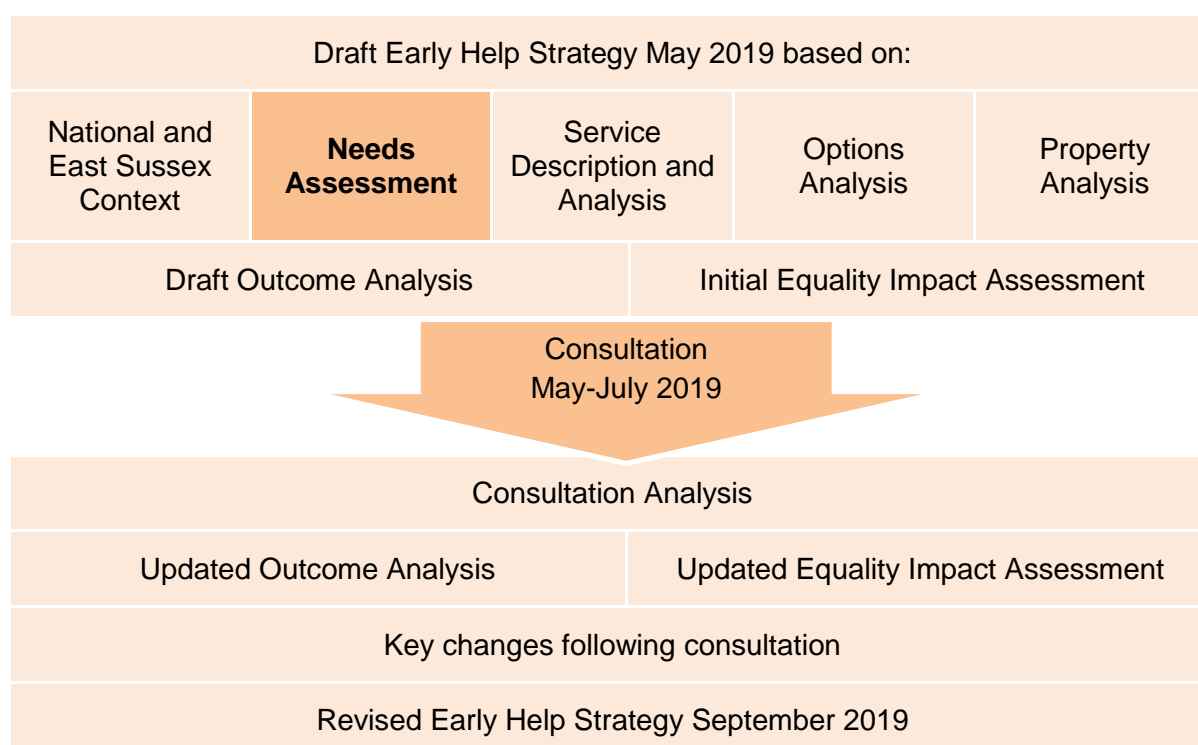 Draft Early Help Strategy May 2019 based on:
National and
East Sussex
Context
Needs
Assessment
Service
Description and
Analysis
Options
Analysis
Property
Analysis
Draft Outcome Analysis
Initial Equality Impact Assessment
Consultation
May-July 2019
Consultation Analysis
Updated Outcome Analysis
Updated Equality Impact Assessment
Key changes following consultation
Revised Early Help Strategy September 2019